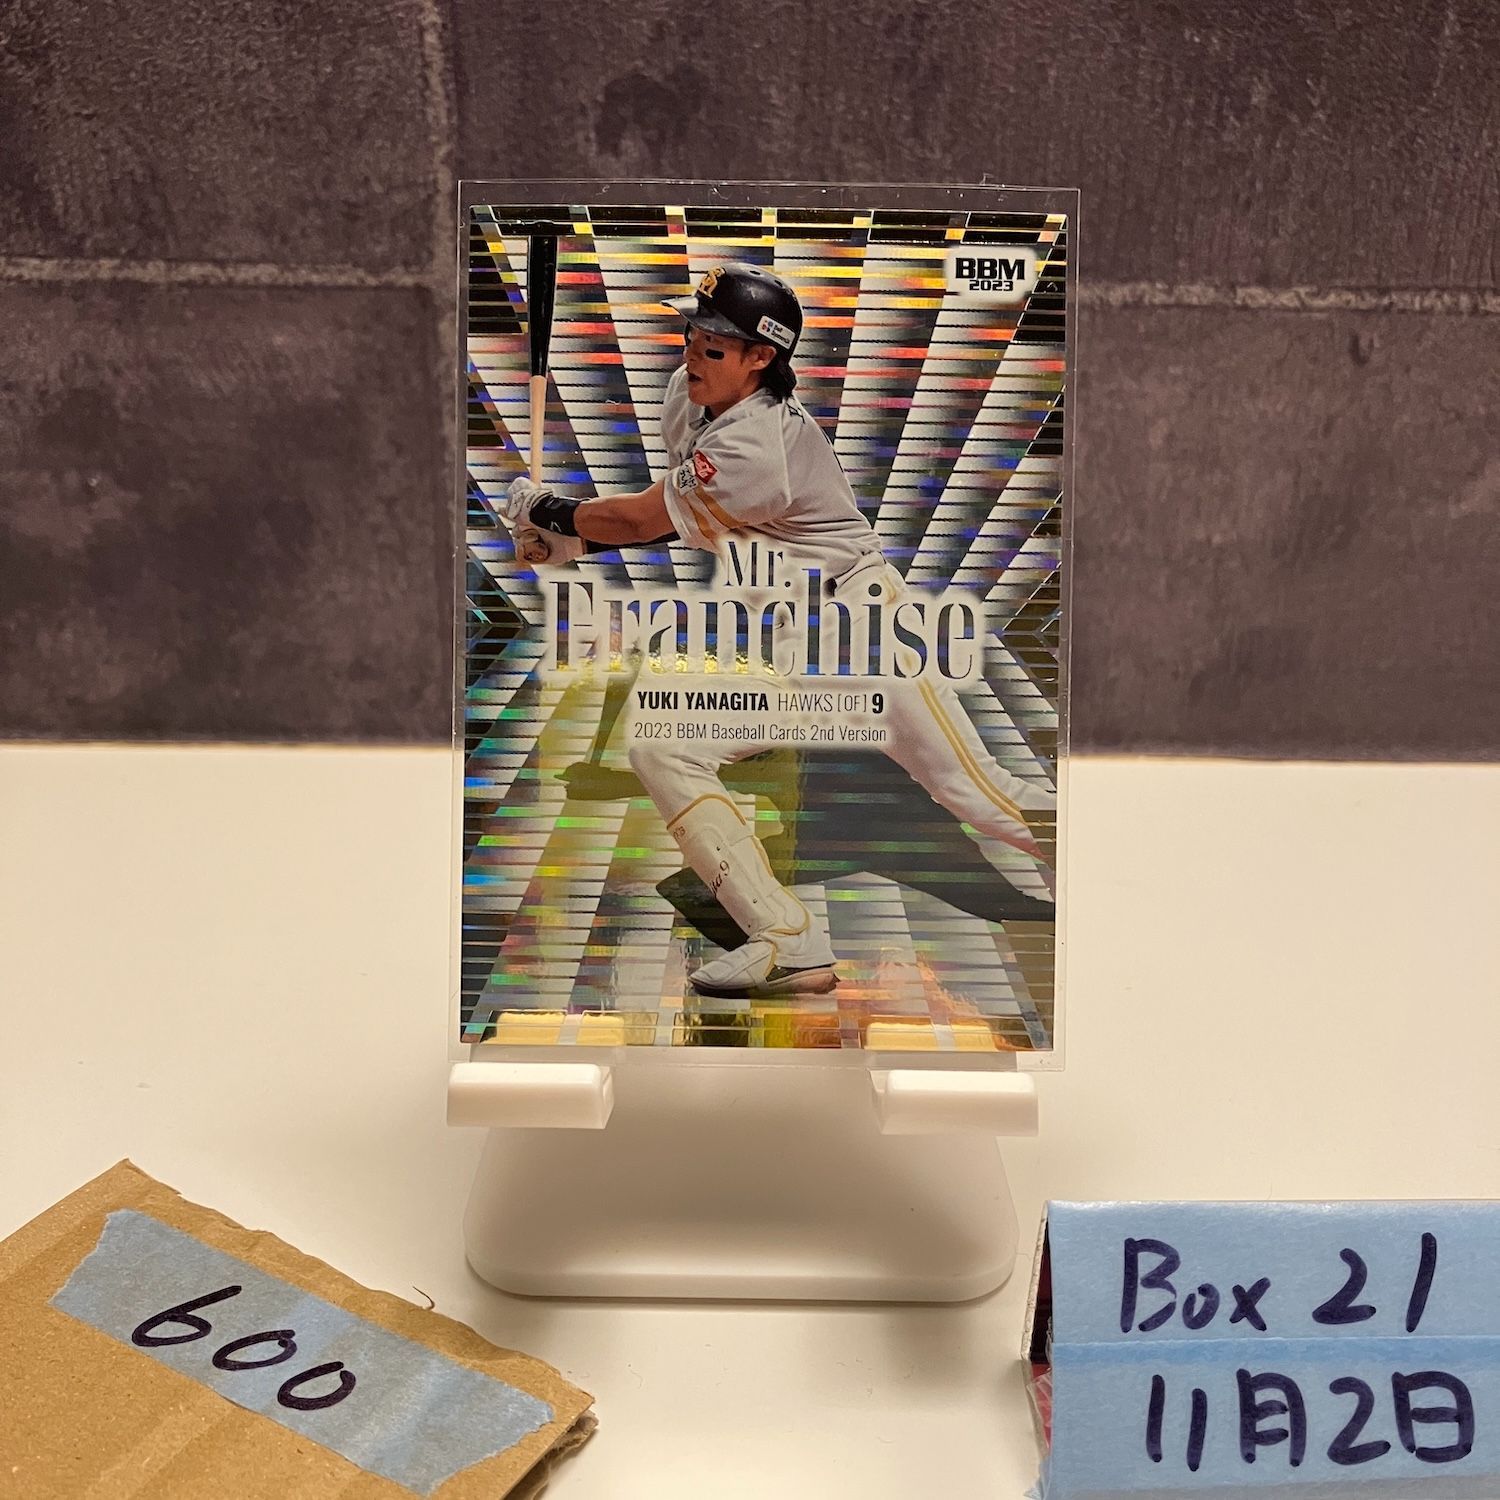 BBM
2023
Mr.
Franchise
YUKI YANAGITA HAWKS [OF] 9
2023 BBM Baseball Cards 2nd Version
600
Box 21
11月2日